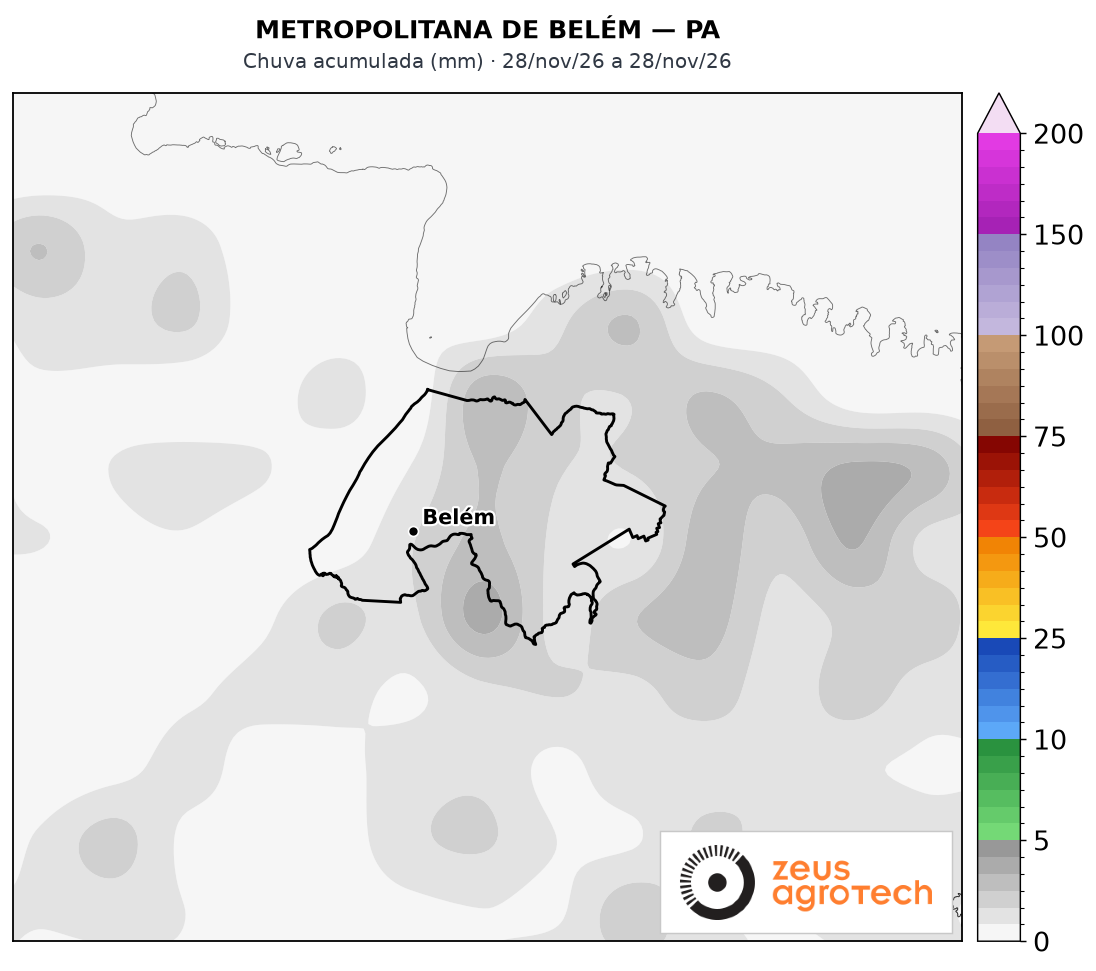 METROPOLITANA DE BELÉM — PA
Chuva acumulada (mm) · 28/nov/26 a 28/nov/26
200
150
100
75
50
25
10
5
0
Belém
zeus
agroTech